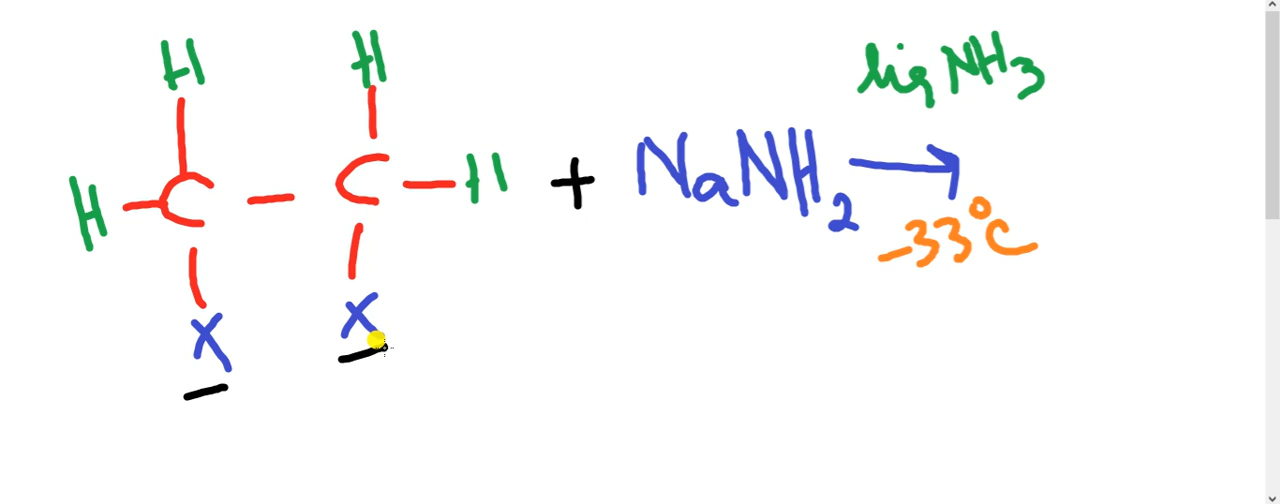 H H liq NH3
H - C - C - H + NaNH2 →
X X -33°C